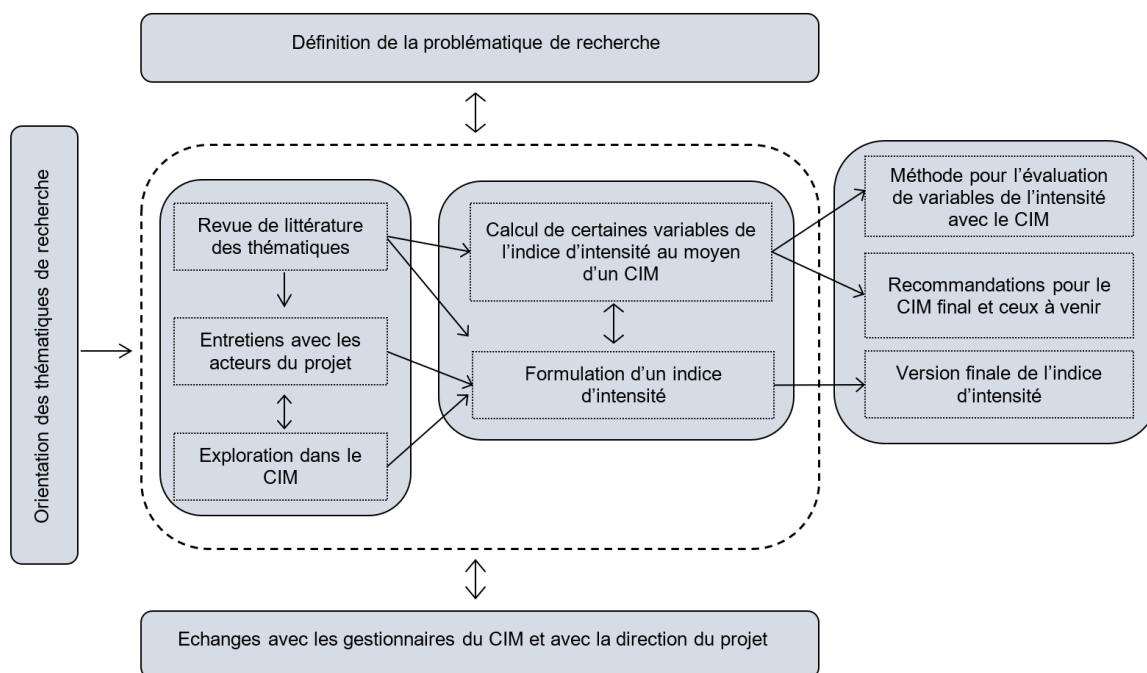 Définition de la problématique de recherche
Orientation des thématiques de recherche
Revue de littérature
des thématiques
Entretiens avec les
acteurs du projet
Exploration dans le
CIM
Calcul de certaines variables de
l’indice d’intensité au moyen
d’un CIM
Formulation d’un indice
d’intensité
Méthode pour l’évaluation
de variables de l’intensité
avec le CIM
Recommandations pour le
CIM final et ceux à venir
Version finale de l’indice
d’intensité
Echanges avec les gestionnaires du CIM et avec la direction du projet